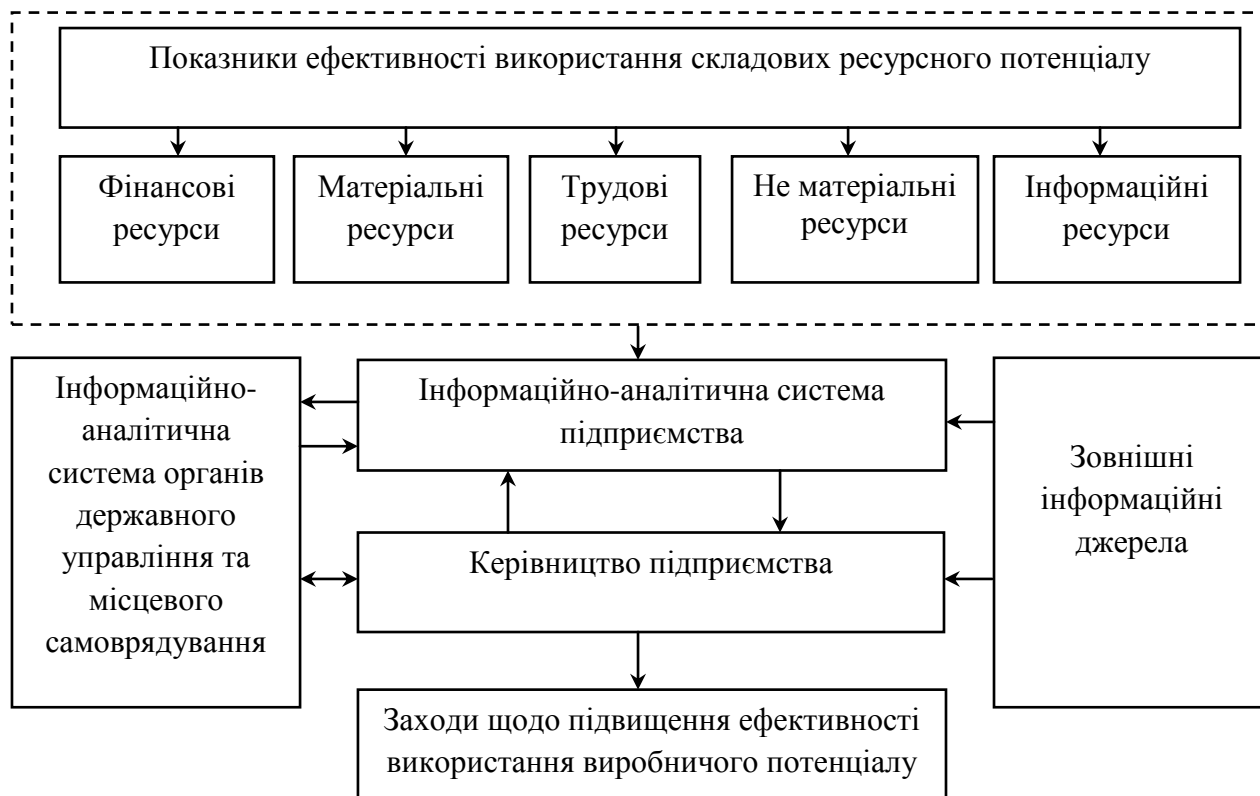 Показники ефективності використання складових ресурсного потенціалу
Фінансові
ресурси
Матеріальні
ресурси
Трудові
ресурси
Не матеріальні
ресурси
Інформаційні
ресурси
Інформаційно-
аналітична
система органів
державного
управління та
місцевого
самоврядування
Інформаційно-аналітична система
підприємства
Керівництво підприємства
Зовнішні
інформаційні
джерела
Заходи щодо підвищення ефективності
використання виробничого потенціалу